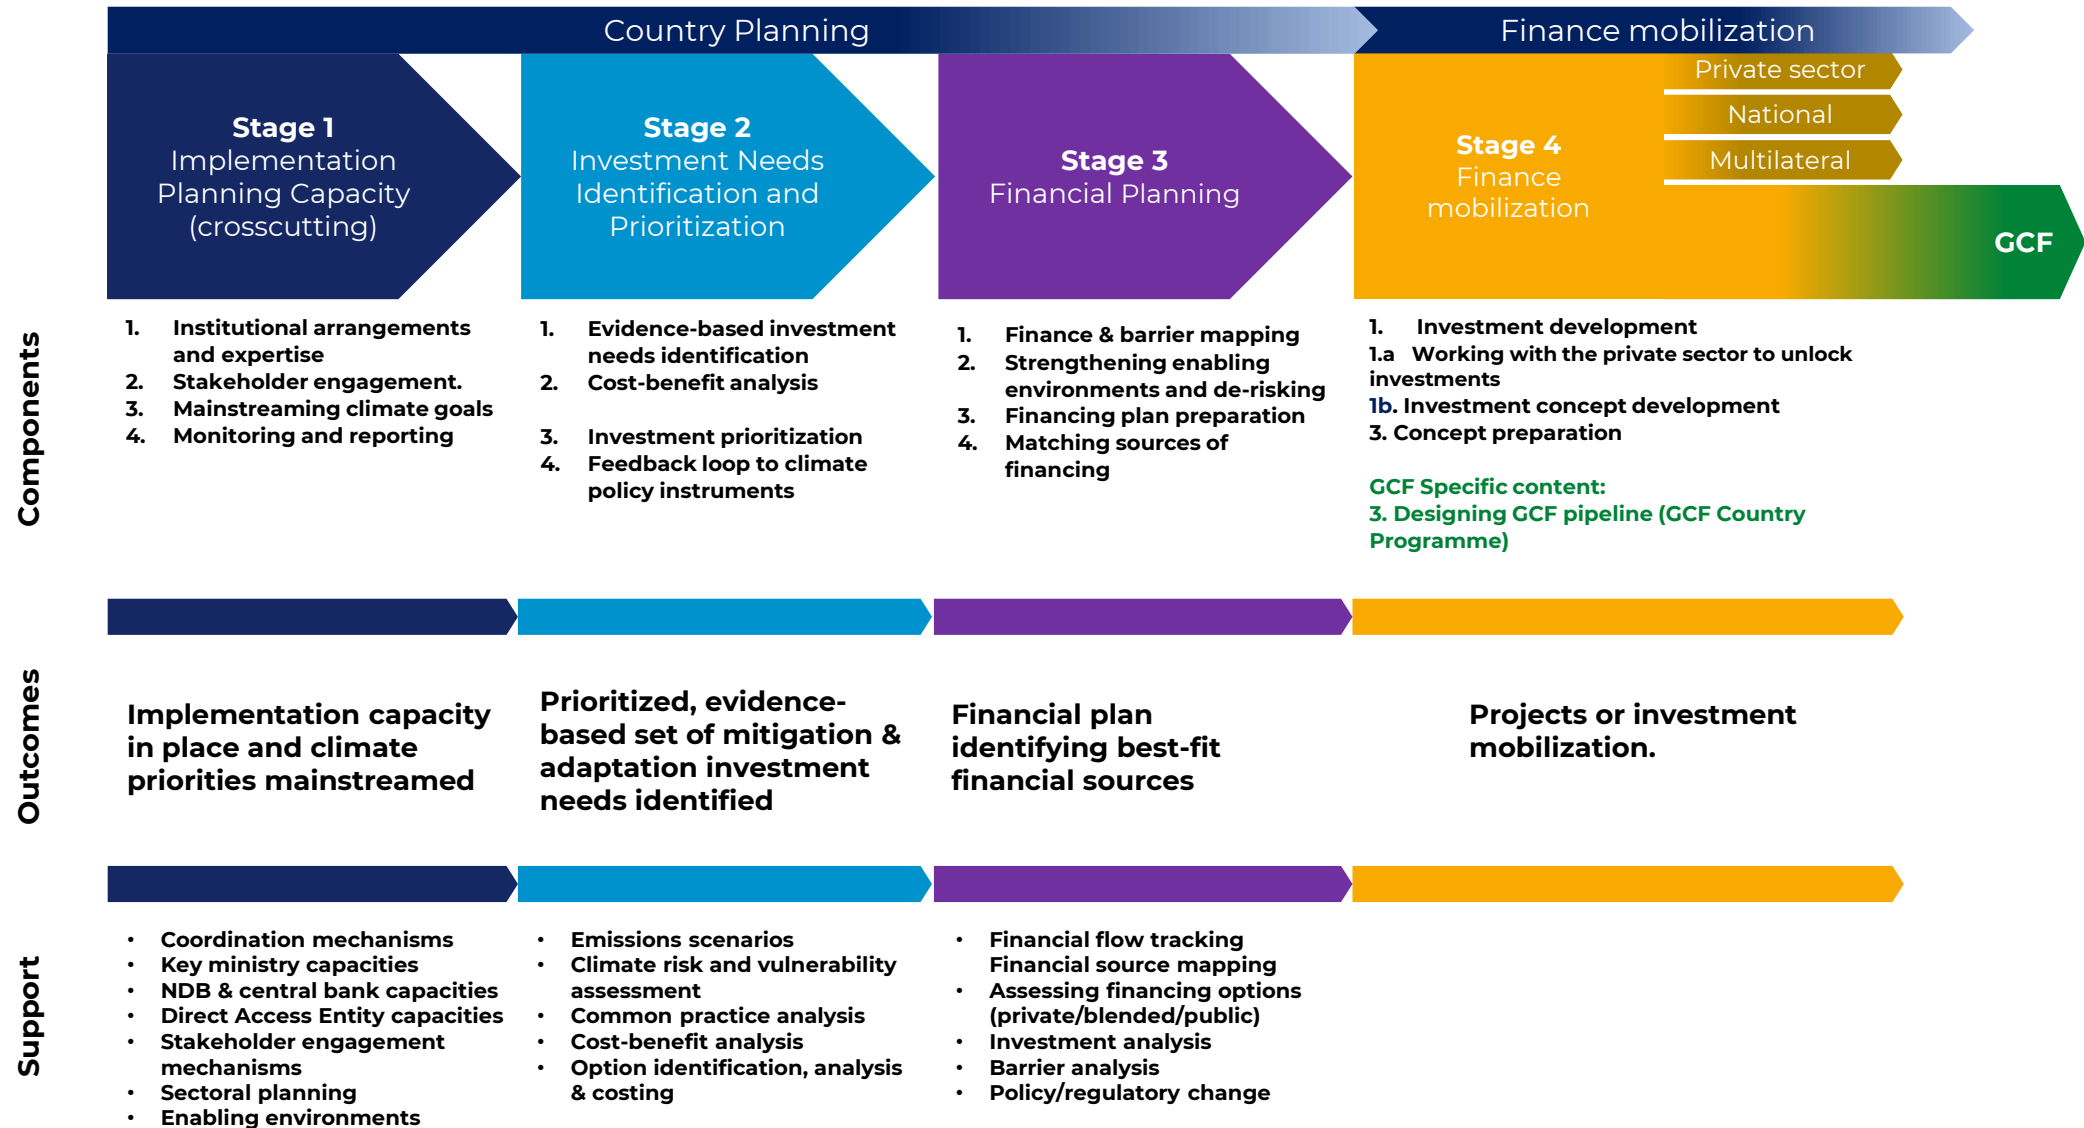 Country Planning
Finance mobilization
Stage 1
Implementation
Planning Capacity
(crosscutting)
Stage 2
Investment Needs
Identification and
Prioritization
Stage 3
Financial Planning
Stage 4
Finance
mobilization
Private sector
National
Multilateral
GCF
Components
1. Institutional arrangements
and expertise
2. Stakeholder engagement.
3. Mainstreaming climate goals
4. Monitoring and reporting
1. Evidence-based investment
needs identification
2. Cost-benefit analysis
3. Investment prioritization
4. Feedback loop to climate
policy instruments
1. Finance & barrier mapping
2. Strengthening enabling
environments and de-risking
3. Financing plan preparation
4. Matching sources of
financing
1. Investment development
1.a Working with the private sector to unlock
investments
1b. Investment concept development
3. Concept preparation
GCF Specific content:
3. Designing GCF pipeline (GCF Country
Programme)
Outcomes
Implementation capacity
in place and climate
priorities mainstreamed
Prioritized, evidence-
based set of mitigation &
adaptation investment
needs identified
Financial plan
identifying best-fit
financial sources
Projects or investment
mobilization.
Support
• Coordination mechanisms
• Key ministry capacities
• NDB & central bank capacities
• Direct Access Entity capacities
• Stakeholder engagement
mechanisms
• Sectoral planning
• Enabling environments
• Emissions scenarios
• Climate risk and vulnerability
assessment
• Common practice analysis
• Cost-benefit analysis
• Option identification, analysis
& costing
• Financial flow tracking
Financial source mapping
• Assessing financing options
(private/blended/public)
• Investment analysis
• Barrier analysis
• Policy/regulatory change